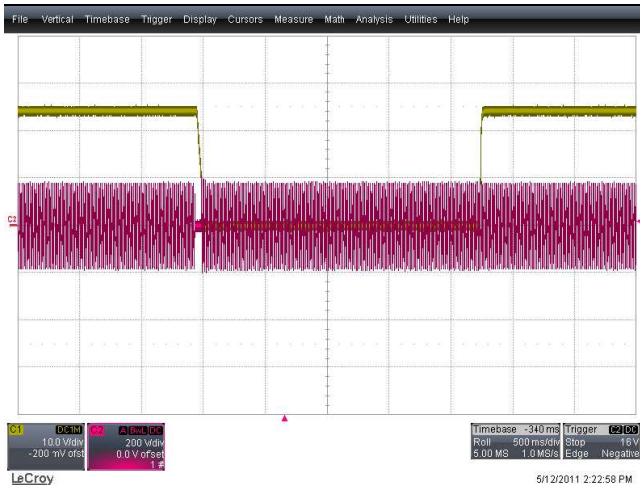 File Vertical Timebase Trigger Display Cursors Measure Math Analysis Utilities Help
C2
C1 DC1M
10.0 V/div
-200 mV ofst
C2 A BwL DC
200 V/div
0.0 V ofset
1 #
Timebase -340 ms
Roll 500 ms/div
5.00 MS 1.0 MS/s
Trigger C2 DC
Stop 16 V
Edge Negative
LeCroy
5/12/2011 2:22:58 PM